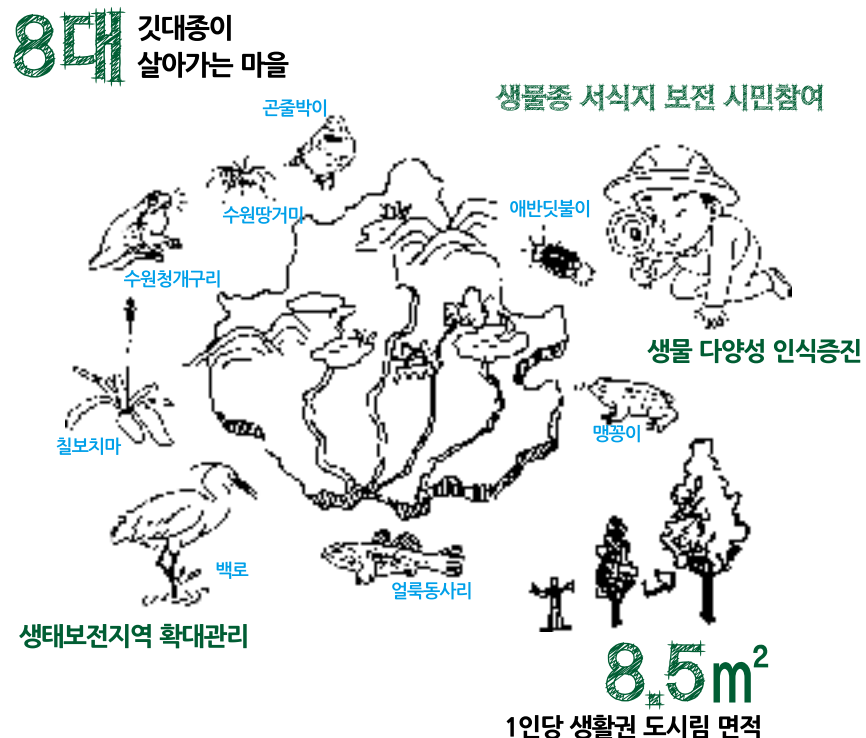 8대 깃대종이
살아가는 마을
생물종 서식지 보전 시민참여
곤줄박이
수원땅거미
애반딧불이
수원청개구리
생물 다양성 인식증진
칠보치마
맹꽁이
백로
얼룩동사리
생태보전지역 확대관리
8.5m²
1인당 생활권 도시림 면적